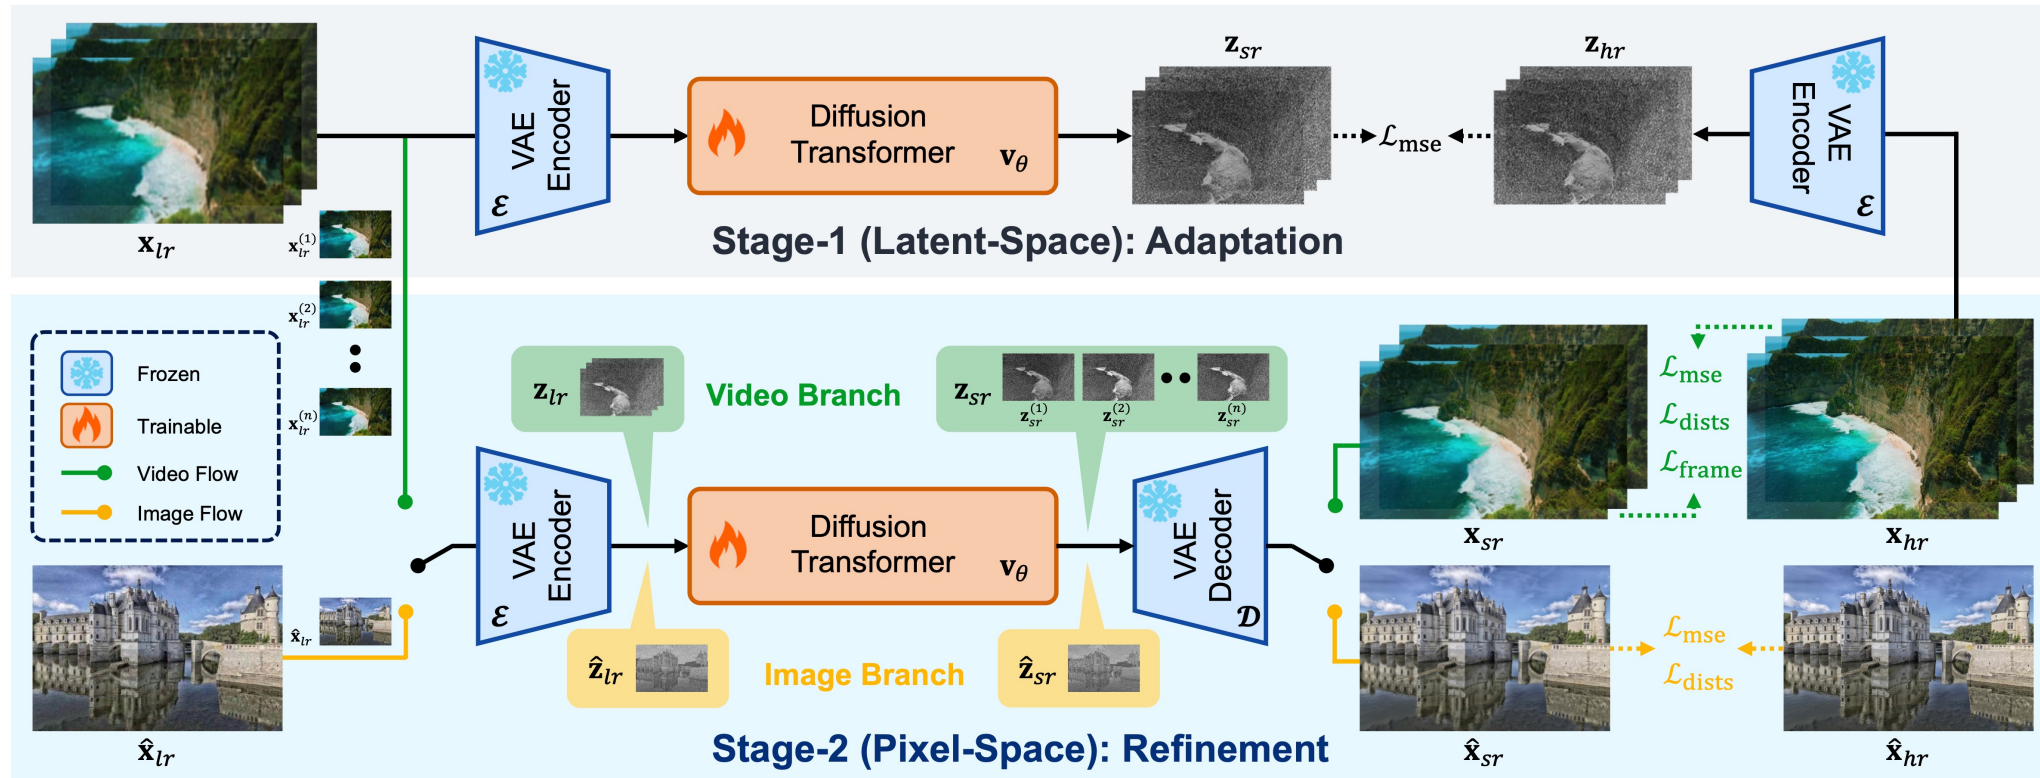 z_sr
z_hr
VAE
Encoder
ℰ
Diffusion
Transformer
v_θ
ℒ_mse
VAE
Encoder
ℰ
x_lr
Stage-1 (Latent-Space): Adaptation
x_lr^(1)
x_lr^(2)
x_lr^(n)
Frozen
Trainable
Video Flow
Image Flow
z_lr
Video Branch
z_sr
z_sr^(1)
z_sr^(2)
z_sr^(n)
ℒ_mse
ℒ_dists
ℒ_frame
x_sr
x_hr
VAE
Encoder
ℰ
Diffusion
Transformer
v_θ
VAE
Decoder
𝒟
x̂_lr
ẑ_lr
Image Branch
ẑ_sr
ℒ_mse
ℒ_dists
x̂_lr
Stage-2 (Pixel-Space): Refinement
x̂_sr
x̂_hr